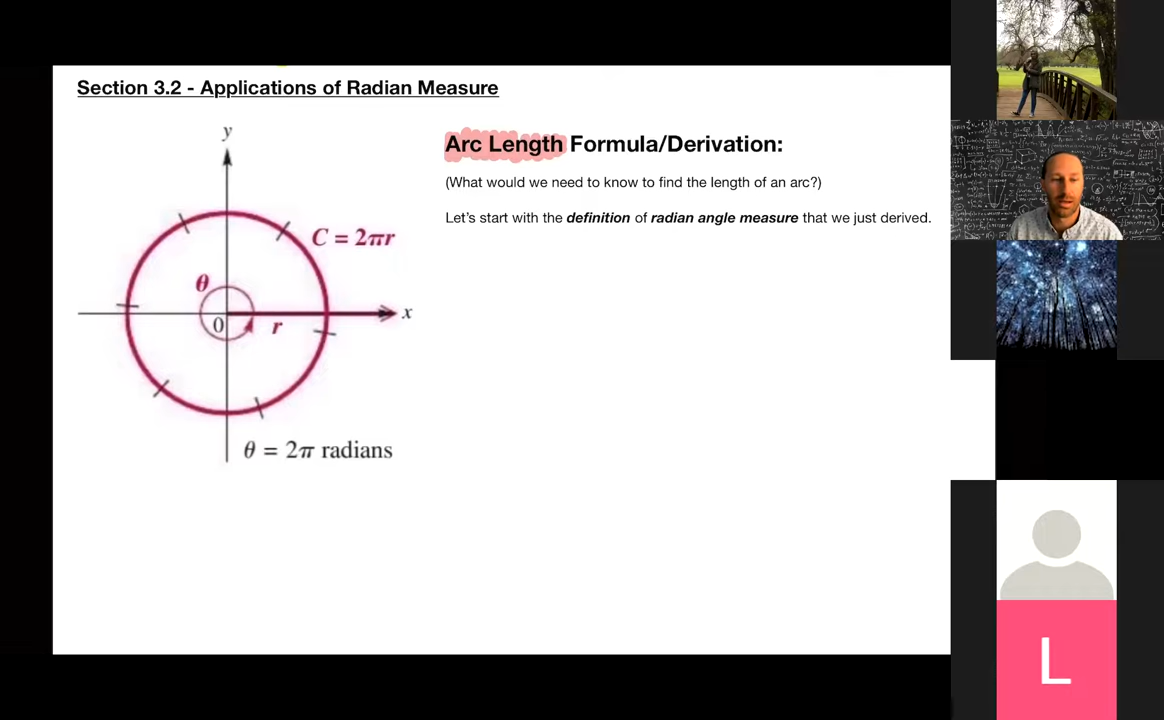 Section 3.2 - Applications of Radian Measure
y
Arc Length Formula/Derivation:
(What would we need to know to find the length of an arc?)
Let's start with the definition of radian angle measure that we just derived.
C = 2πr
θ
x
0
r
θ = 2π radians
L